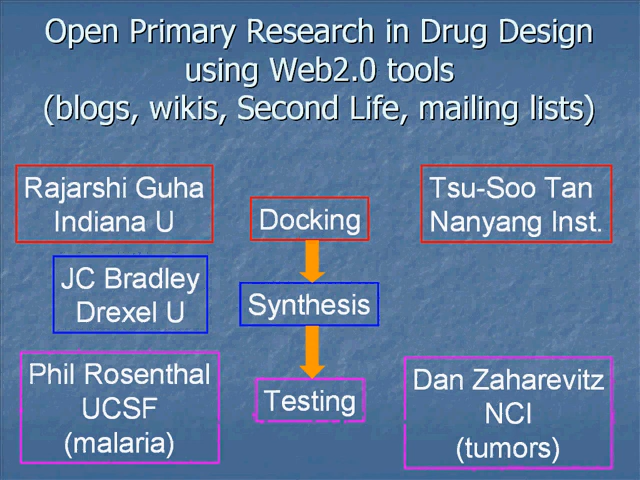 Open Primary Research in Drug Design
using Web2.0 tools
(blogs, wikis, Second Life, mailing lists)
Rajarshi Guha
Indiana U
Docking
Tsu-Soo Tan
Nanyang Inst.
JC Bradley
Drexel U
Synthesis
Phil Rosenthal
UCSF
(malaria)
Testing
Dan Zaharevitz
NCI
(tumors)